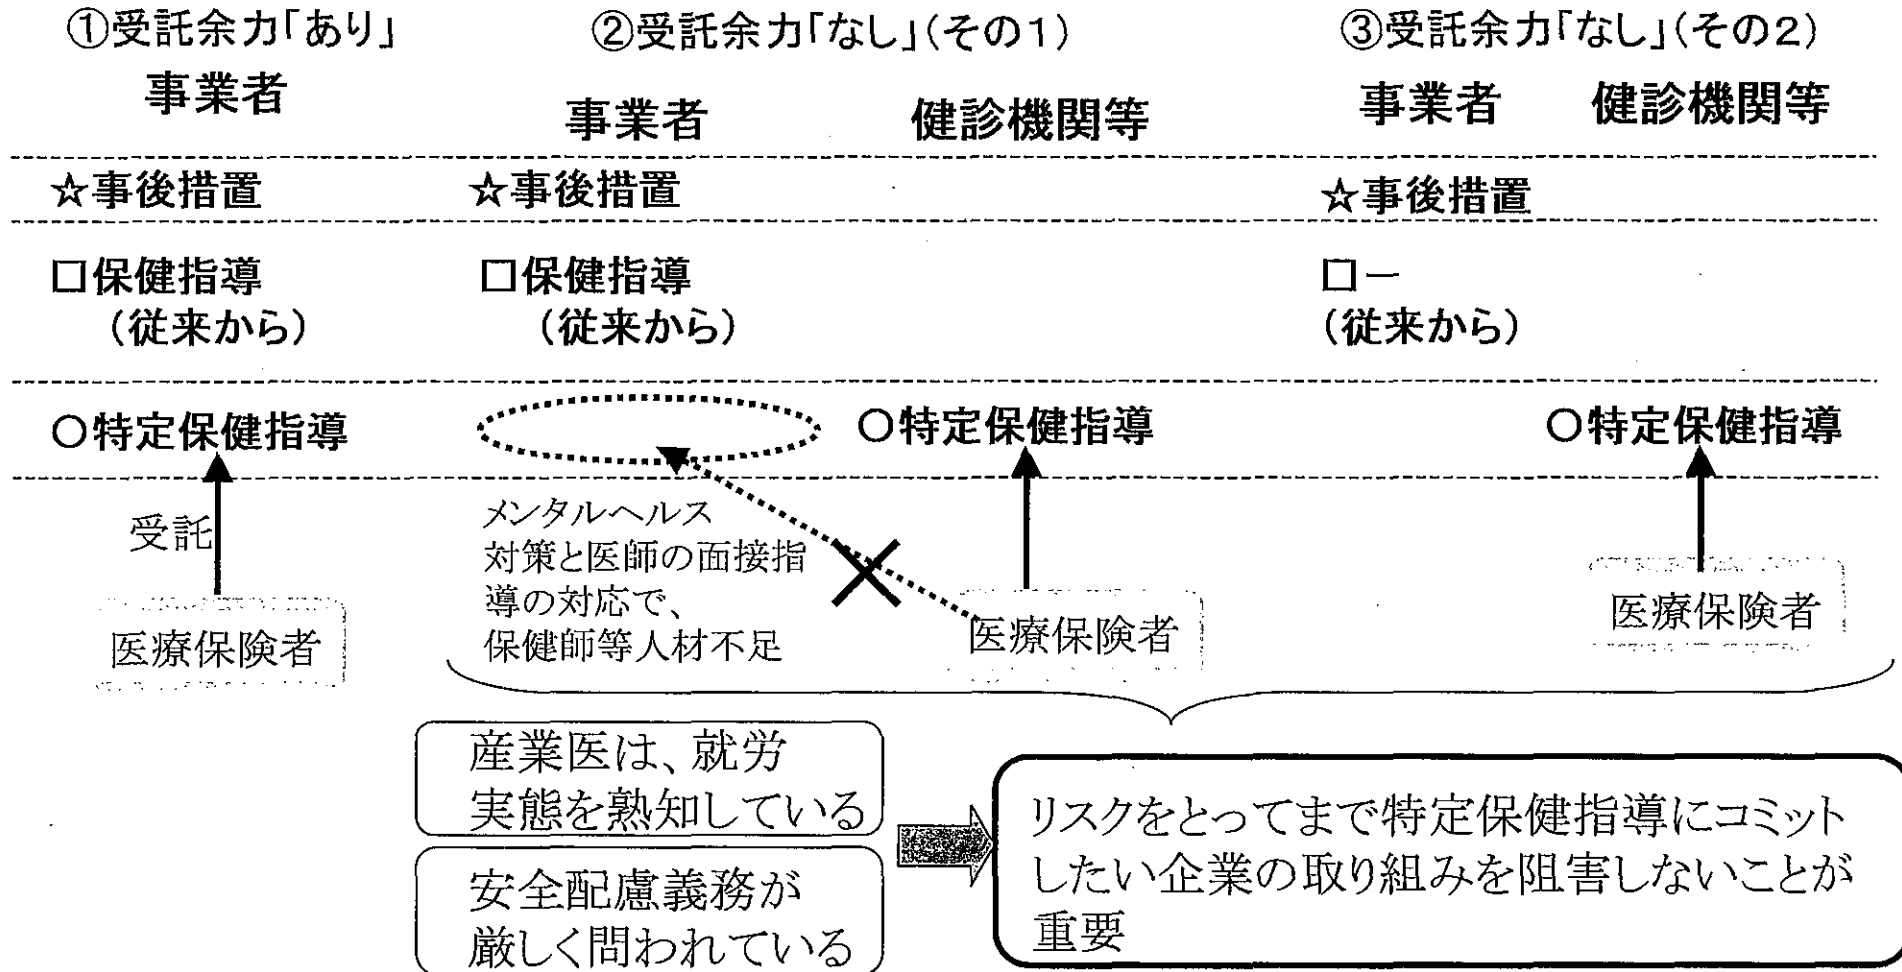 ①受託余力「あり」
②受託余力「なし」(その1)
③受託余力「なし」(その2)
事業者
事業者
健診機関等
事業者
健診機関等
☆事後措置
☆事後措置
☆事後措置
□保健指導
(従来から)
□保健指導
(従来から)
□−
(従来から)
○特定保健指導
○特定保健指導
○特定保健指導
受託
メンタルヘルス
対策と医師の面接指
導の対応で、
保健師等人材不足
医療保険者
医療保険者
医療保険者
産業医は、就労
実態を熟知している
安全配慮義務が
厳しく問われている
リスクをとってまで特定保健指導にコミット
したい企業の取り組みを阻害しないことが
重要